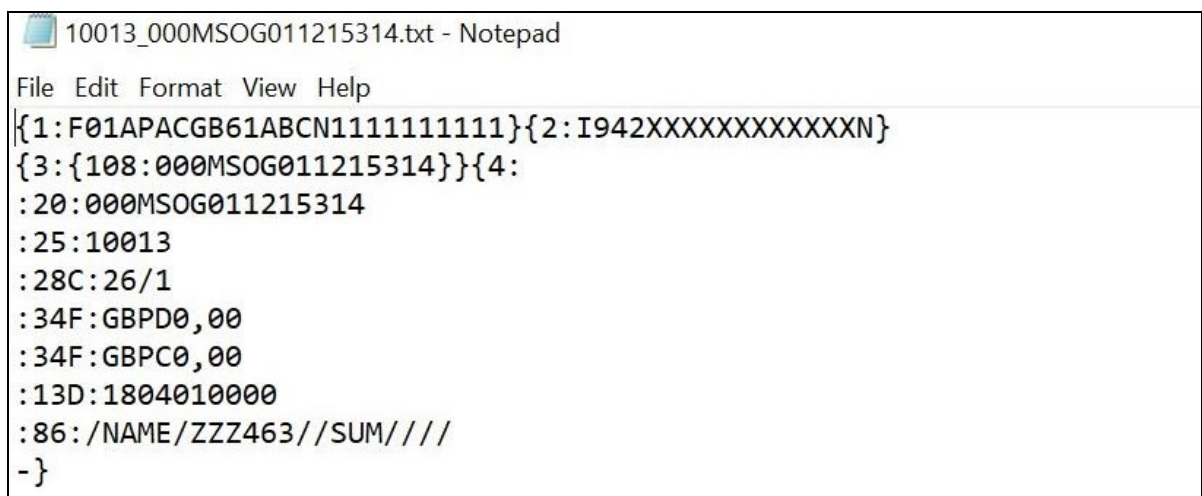 10013_000MSOG011215314.txt - Notepad
File Edit Format View Help
{1:F01APACGB61ABCN1111111111}{2:I942XXXXXXXXXXXXN}
{3:{108:000MSOG011215314}}{4:
:20:000MSOG011215314
:25:10013
:28C:26/1
:34F:GBPD0,00
:34F:GBPC0,00
:13D:1804010000
:86:/NAME/ZZZ463//SUM////
-}